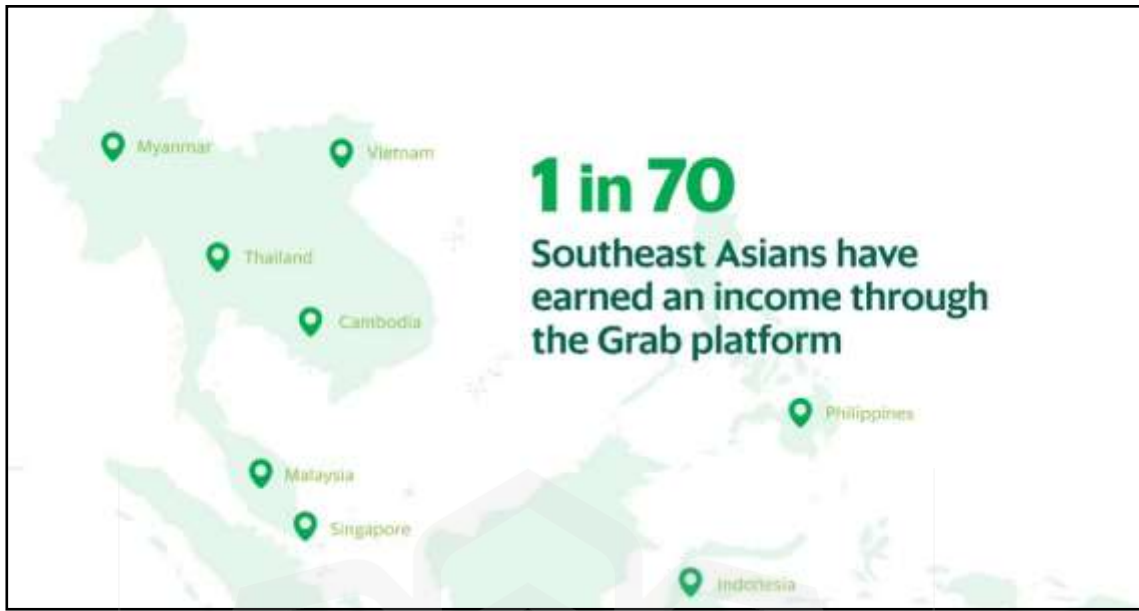 Myanmar
Vietnam
1 in 70
Southeast Asians have
earned an income through
the Grab platform
Thailand
Cambodia
Philippines
Malaysia
Singapore
Indonesia